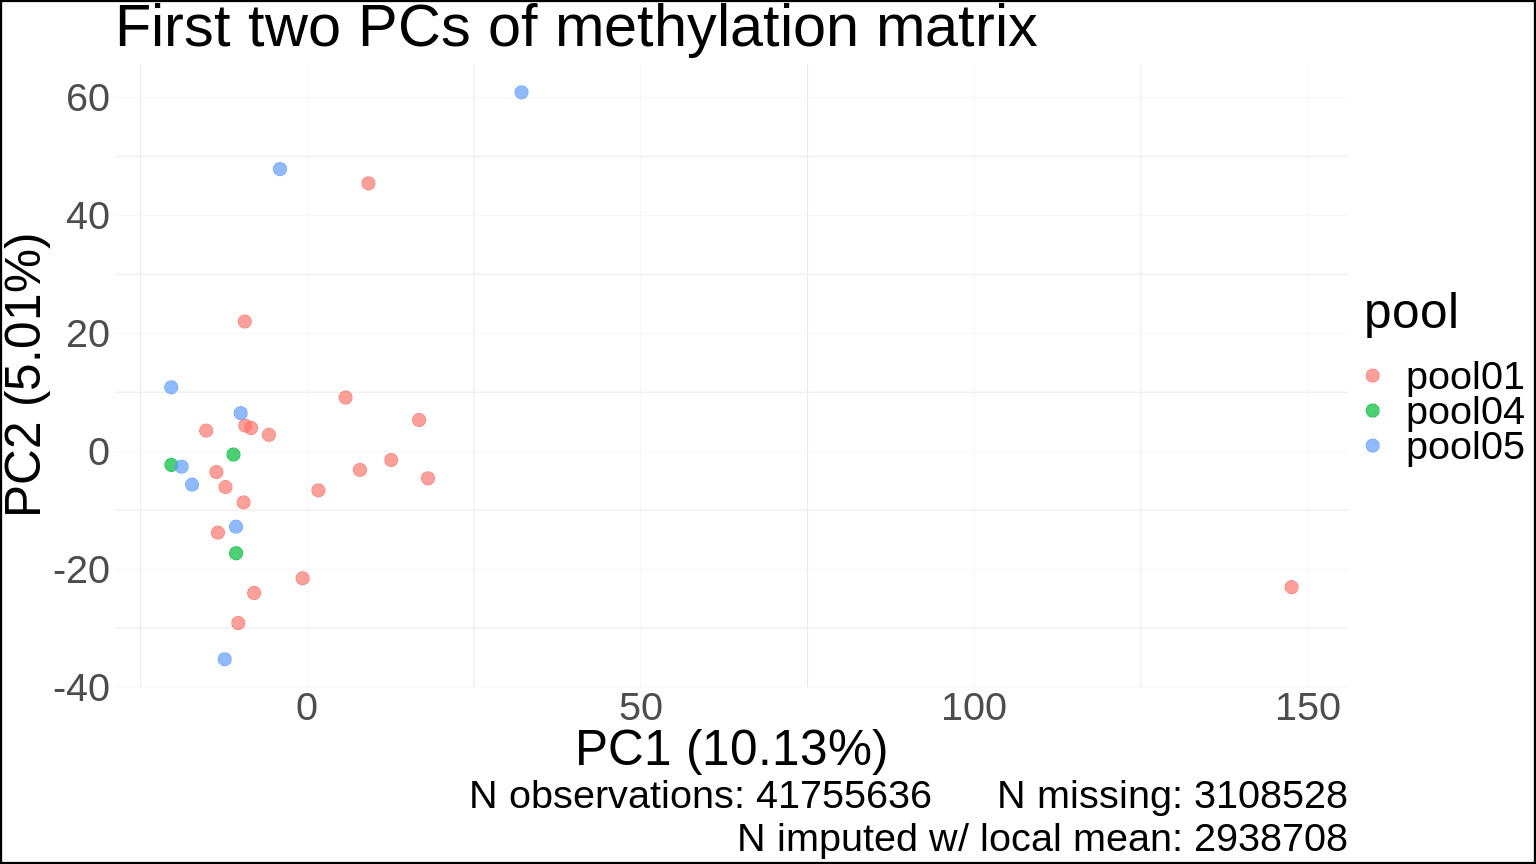 First two PCs of methylation matrix
60
40
20
0
-20
-40
PC2 (5.01%)
0 50 100 150
PC1 (10.13%)
pool
pool01
pool04
pool05
N observations: 41755636 N missing: 3108528
N imputed w/ local mean: 2938708